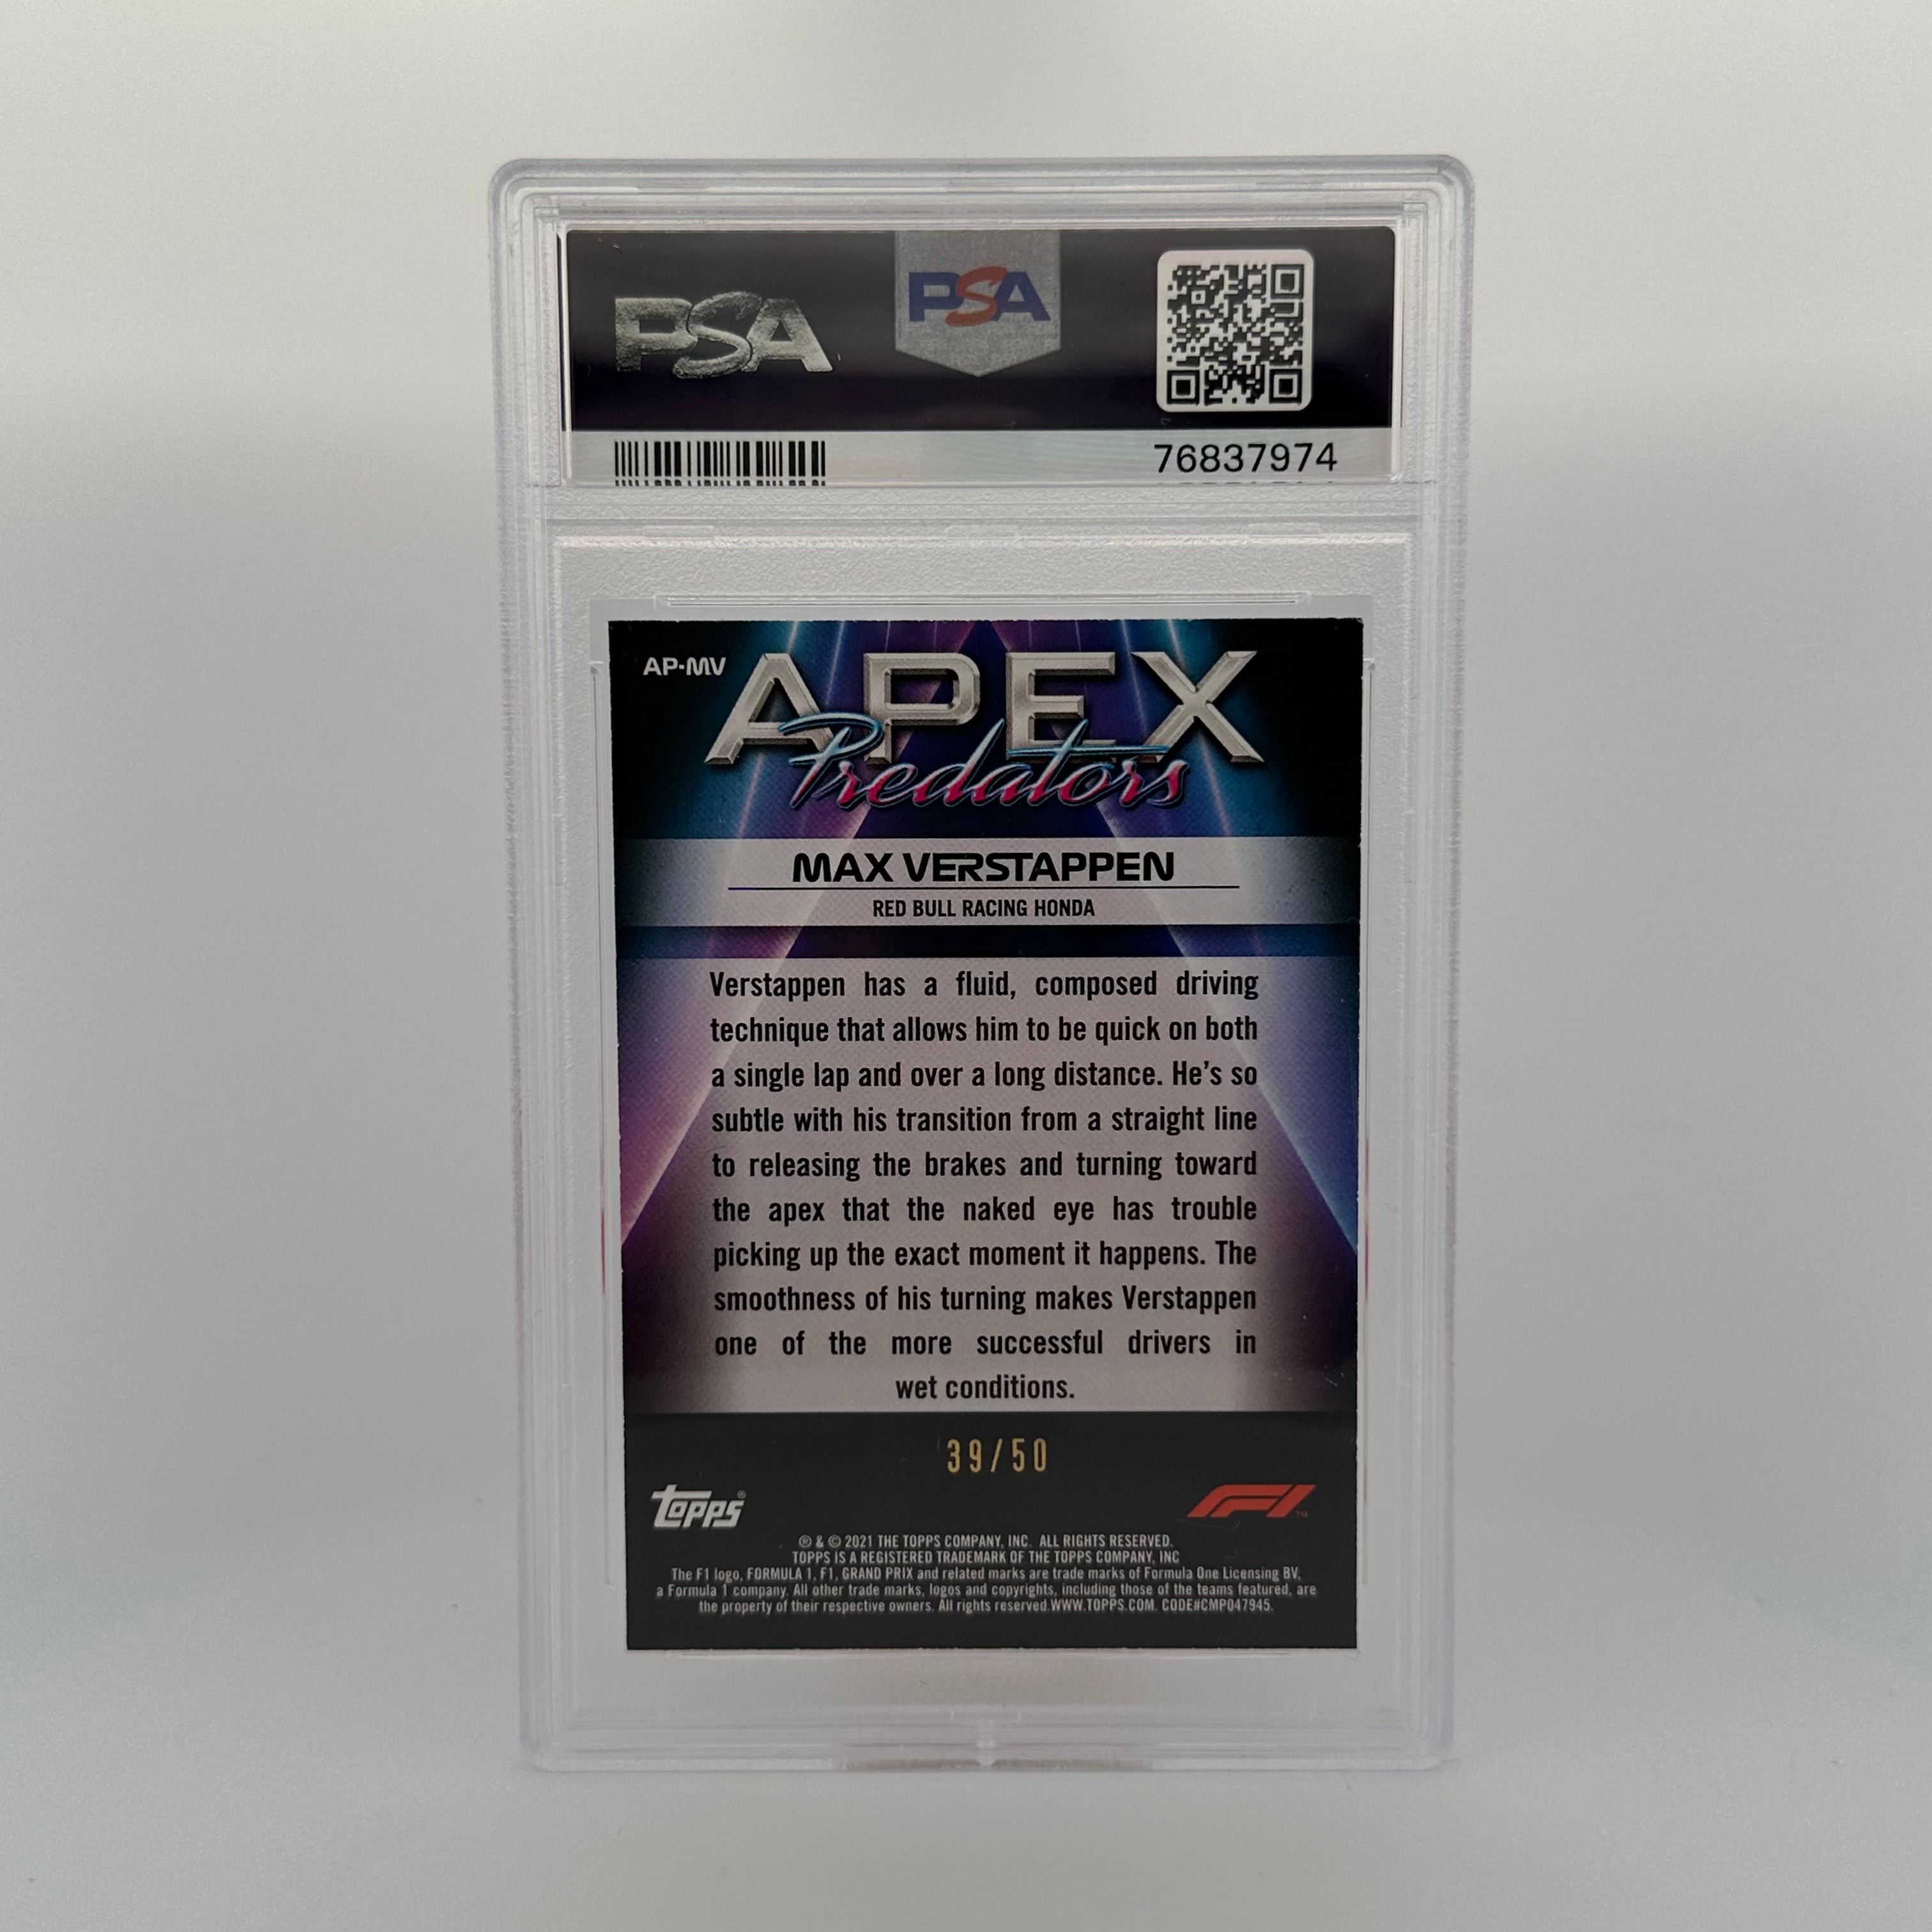 PSA
PSA
76837974
AP-MV
APEX
Predators
MAX VERSTAPPEN
RED BULL RACING HONDA
Verstappen has a fluid, composed driving
technique that allows him to be quick on both
a single lap and over a long distance. He's so
subtle with his transition from a straight line
to releasing the brakes and turning toward
the apex that the naked eye has trouble
picking up the exact moment it happens. The
smoothness of his turning makes Verstappen
one of the more successful drivers in
wet conditions.
39/50
Topps®
F1™
® & © 2021 THE TOPPS COMPANY, INC. ALL RIGHTS RESERVED.
TOPPS IS A REGISTERED TRADEMARK OF THE TOPPS COMPANY, INC
The F1 logo, FORMULA 1, F1, GRAND PRIX and related marks are trade marks of Formula One Licensing BV,
a Formula 1 company. All other trade marks, logos and copyrights, including those of the teams featured, are
the property of their respective owners. All rights reserved.WWW.TOPPS.COM. CODE#CMP047945.